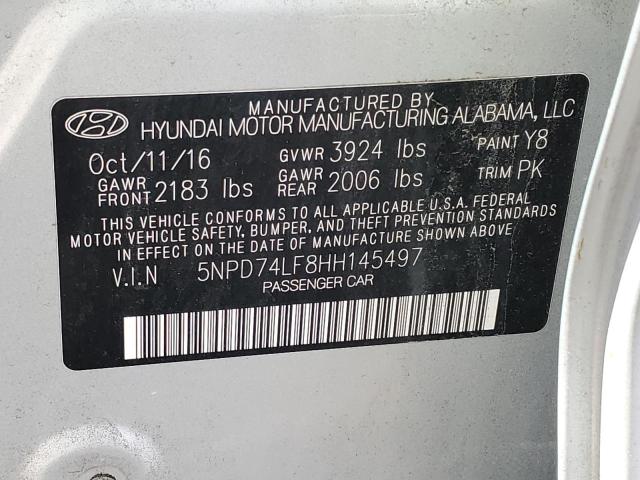 MANUFACTURED BY
HYUNDAI MOTOR MANUFACTURING ALABAMA, LLC
Oct/11/16 GVWR 3924 lbs PAINT Y8
GAWR FRONT 2183 lbs GAWR REAR 2006 lbs TRIM PK
THIS VEHICLE CONFORMS TO ALL APPLICABLE U.S.A. FEDERAL
MOTOR VEHICLE SAFETY, BUMPER, AND THEFT PREVENTION STANDARDS
IN EFFECT ON THE DATE OF MANUFACTURE SHOWN ABOVE
V.I.N 5NPD74LF8HH145497
PASSENGER CAR